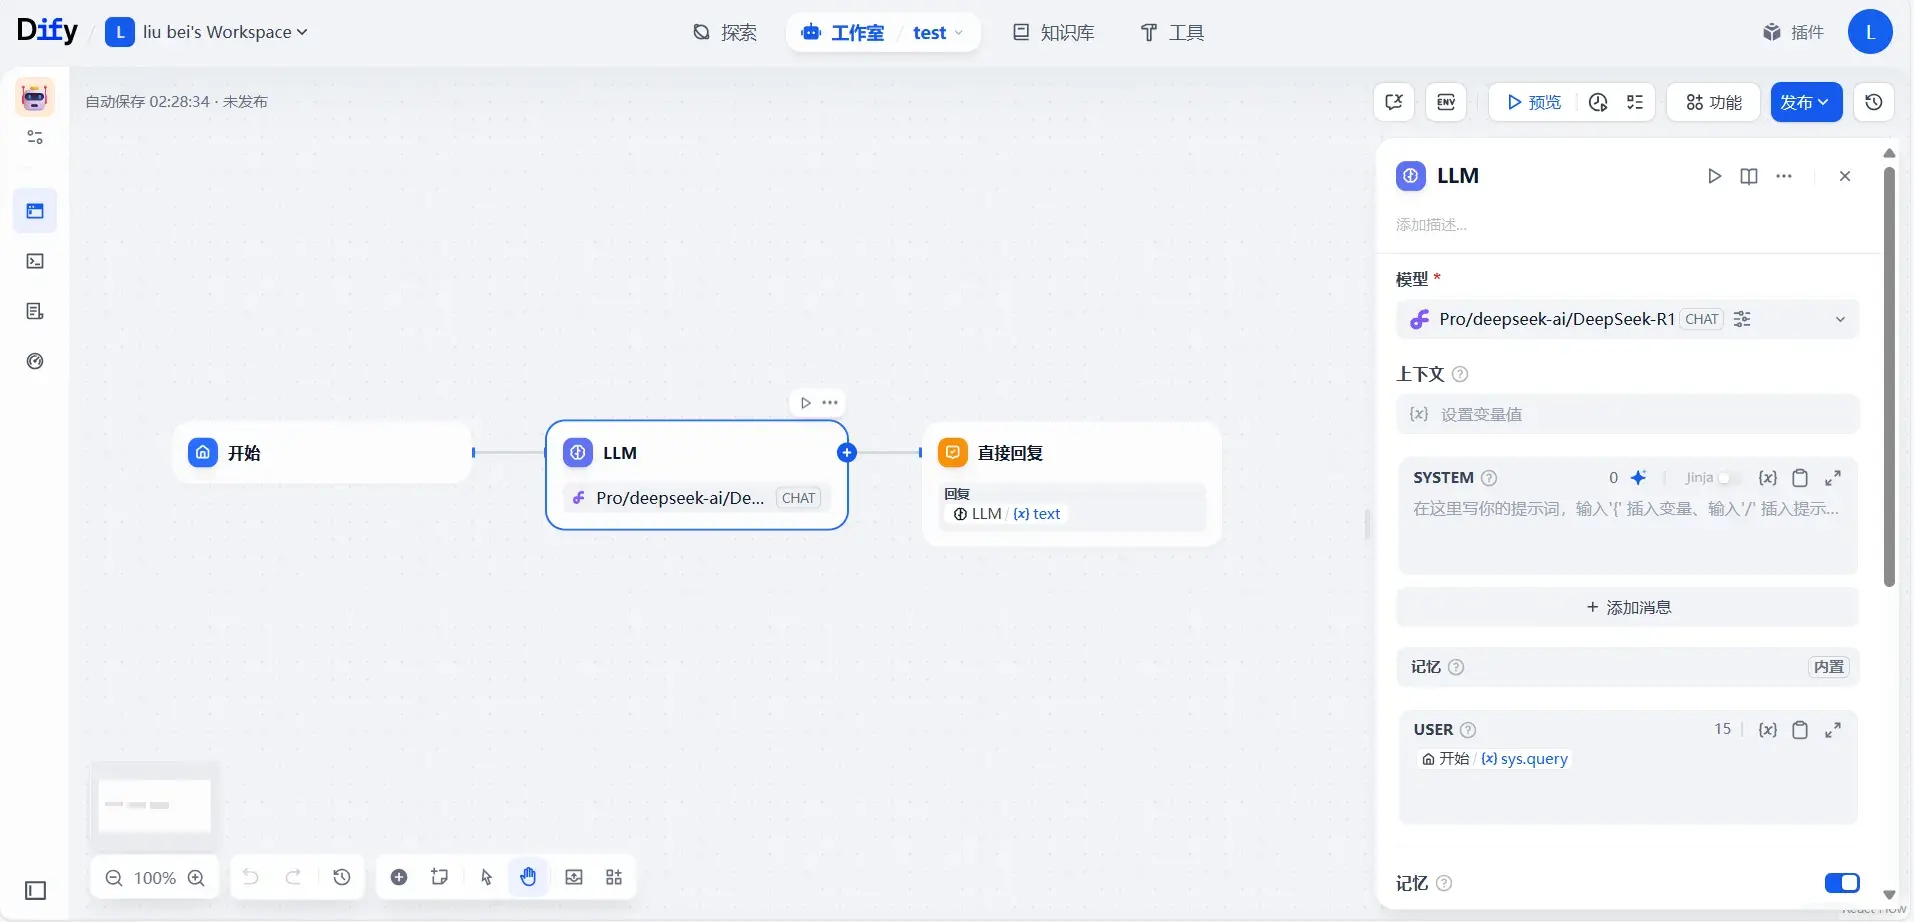 Dify / L liu bei's Workspace
探索
工作室 / test
知识库
工具
插件
L
自动保存 02:28:34 · 未发布
ENV
预览
功能
发布
开始
LLM
Pro/deepseek-ai/De... CHAT
直接回复
回复
LLM / {x} text
100%
LLM
添加描述...
模型 *
Pro/deepseek-ai/DeepSeek-R1 CHAT
上下文
{x} 设置变量值
SYSTEM 0 Jinja {x}
在这里写你的提示词，输入'{' 插入变量、输入'/' 插入提示...
+ 添加消息
记忆 内置
USER 15 {x}
开始 / {x} sys.query
记忆
React Flow